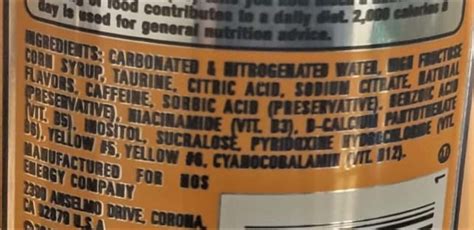 of food contributes to a daily diet. 2,000 calories a
day is used for general nutrition advice.
INGREDIENTS: CARBONATED & NITROGENATED WATER, HIGH FRUCTOSE
CORN SYRUP, TAURINE, CITRIC ACID, SODIUM CITRATE, NATURAL
FLAVORS, CAFFEINE, SORBIC ACID (PRESERVATIVE), BENZOIC ACID
(PRESERVATIVE), NIACINAMIDE (VIT. B3), D-CALCIUM PANTOTHENATE
(VIT. B5), INOSITOL, SUCRALOSE, PYRIDOXINE HYDROCHLORIDE (VIT.
B6), YELLOW #5, YELLOW #6, CYANOCOBALAMIN (VIT. B12).
MANUFACTURED FOR NOS
ENERGY COMPANY
2390 ANSELMO DRIVE, CORONA,
CA 92879 U.S.A.
1